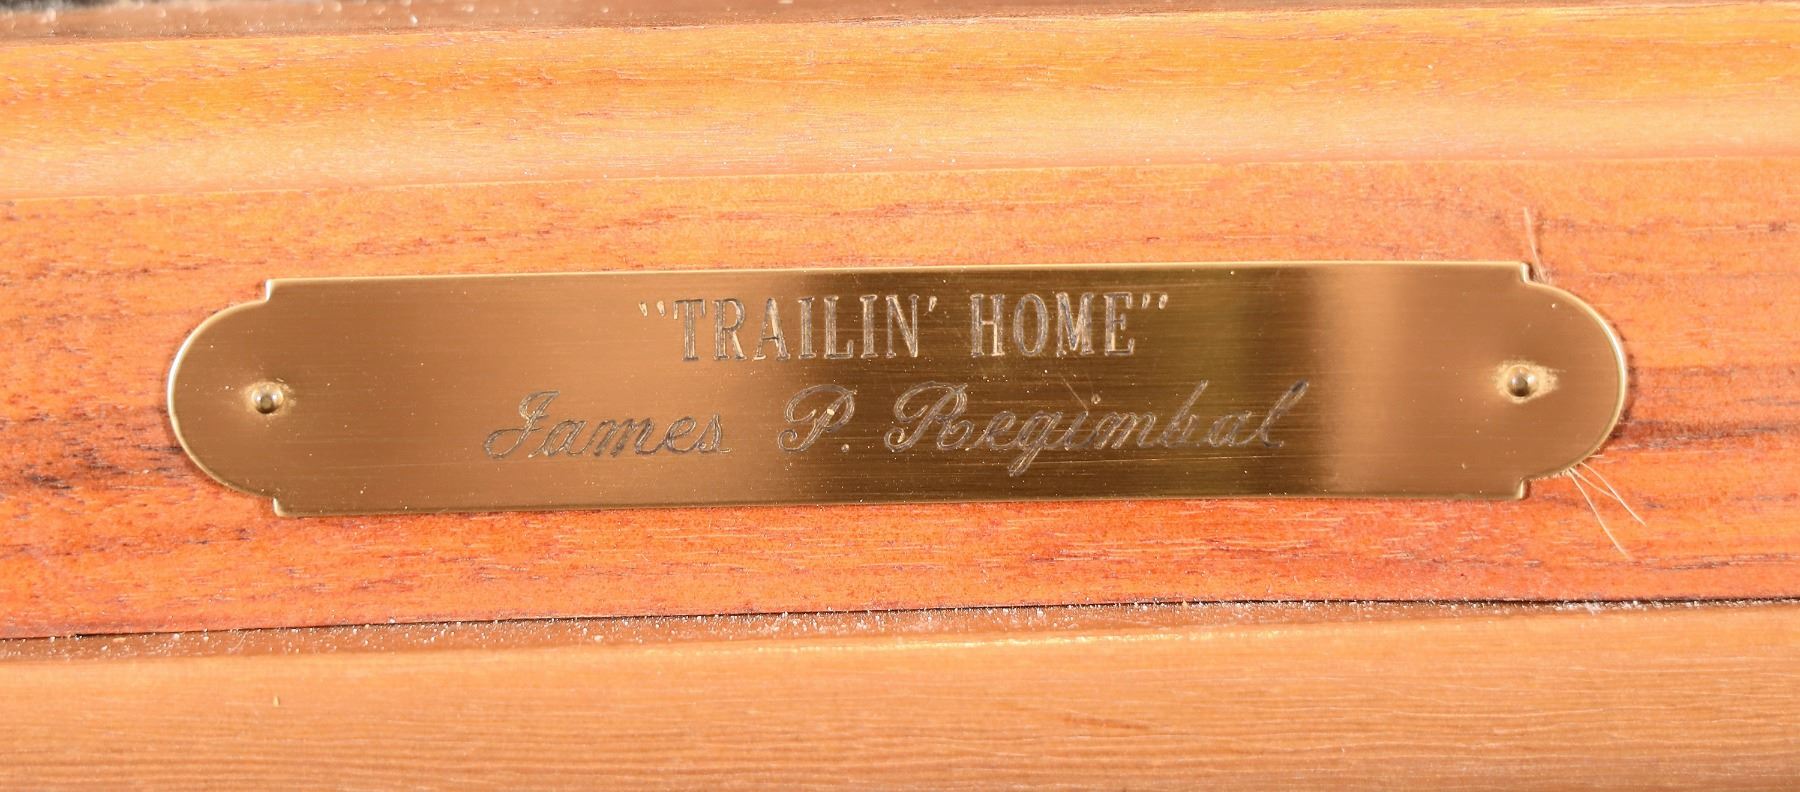 "TRAILIN' HOME"
James P. Regimbal